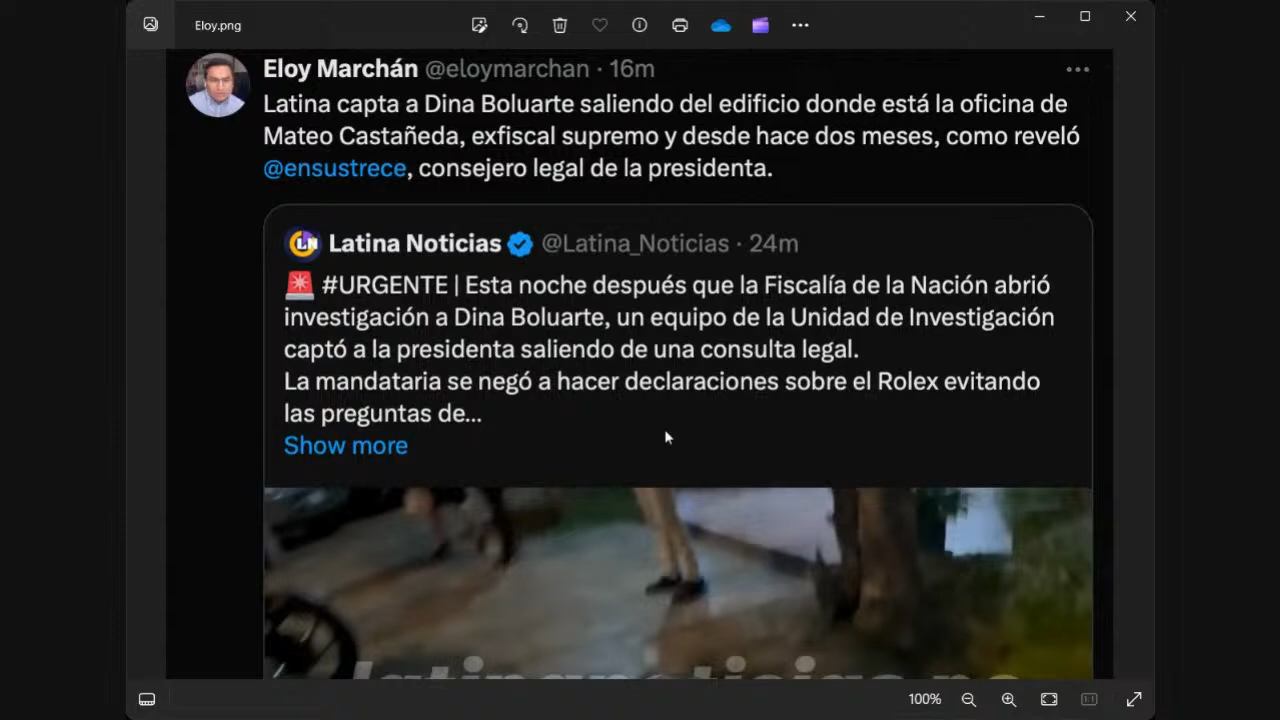 Eloy.png
Eloy Marchán @eloymarchan · 16m
Latina capta a Dina Boluarte saliendo del edificio donde está la oficina de
Mateo Castañeda, exfiscal supremo y desde hace dos meses, como reveló
@ensustrece, consejero legal de la presidenta.
LN Latina Noticias @Latina_Noticias · 24m
🚨 #URGENTE | Esta noche después que la Fiscalía de la Nación abrió
investigación a Dina Boluarte, un equipo de la Unidad de Investigación
captó a la presidenta saliendo de una consulta legal.
La mandataria se negó a hacer declaraciones sobre el Rolex evitando
las preguntas de...
Show more
100%
1:1